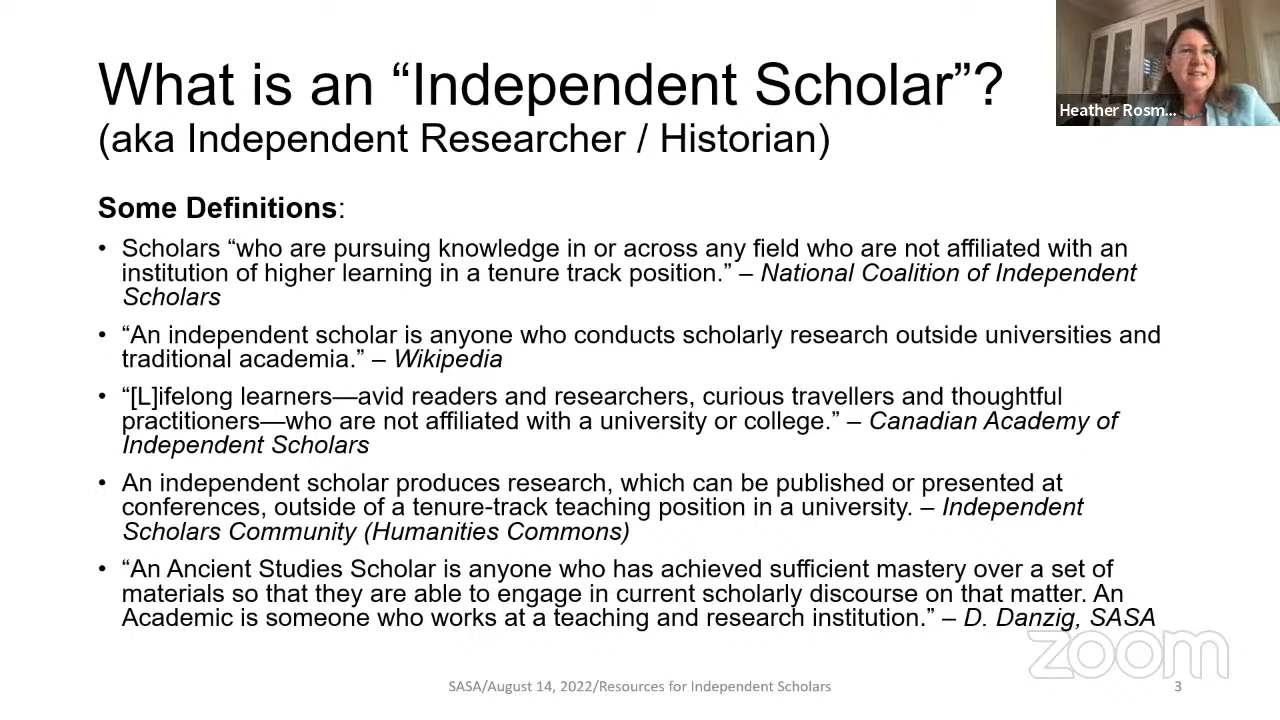 What is an “Independent Scholar”?
(aka Independent Researcher / Historian)
Heather Rosm...
Some Definitions:
• Scholars “who are pursuing knowledge in or across any field who are not affiliated with an
institution of higher learning in a tenure track position.” – National Coalition of Independent
Scholars
• “An independent scholar is anyone who conducts scholarly research outside universities and
traditional academia.” – Wikipedia
• “[L]ifelong learners—avid readers and researchers, curious travellers and thoughtful
practitioners—who are not affiliated with a university or college.” – Canadian Academy of
Independent Scholars
• An independent scholar produces research, which can be published or presented at
conferences, outside of a tenure-track teaching position in a university. – Independent
Scholars Community (Humanities Commons)
• “An Ancient Studies Scholar is anyone who has achieved sufficient mastery over a set of
materials so that they are able to engage in current scholarly discourse on that matter. An
Academic is someone who works at a teaching and research institution.” – D. Danzig, SASA
zoom
SASA/August 14, 2022/Resources for Independent Scholars
3